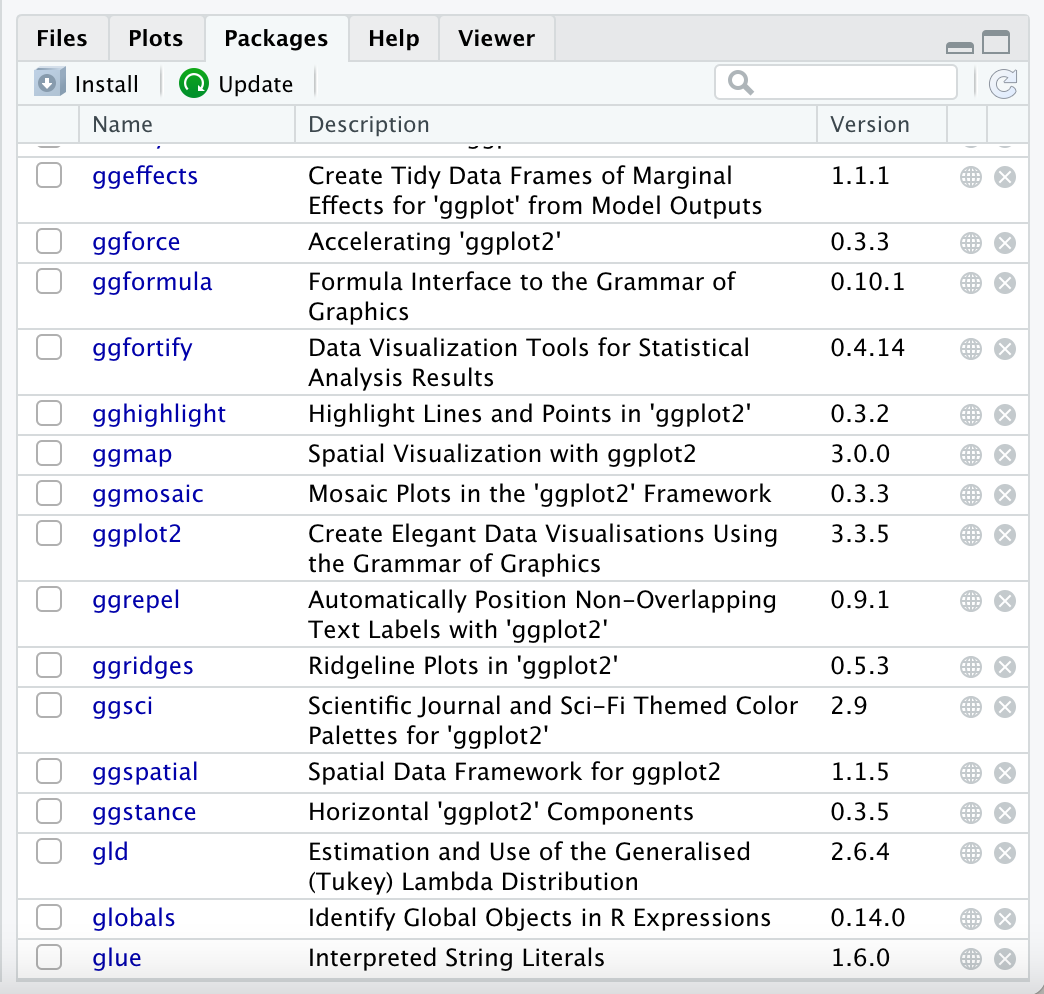 Files Plots Packages Help Viewer
Install Update
Name Description Version
ggeffects Create Tidy Data Frames of Marginal 1.1.1
Effects for 'ggplot' from Model Outputs
ggforce Accelerating 'ggplot2' 0.3.3
ggformula Formula Interface to the Grammar of 0.10.1
Graphics
ggfortify Data Visualization Tools for Statistical 0.4.14
Analysis Results
gghighlight Highlight Lines and Points in 'ggplot2' 0.3.2
ggmap Spatial Visualization with ggplot2 3.0.0
ggmosaic Mosaic Plots in the 'ggplot2' Framework 0.3.3
ggplot2 Create Elegant Data Visualisations Using 3.3.5
the Grammar of Graphics
ggrepel Automatically Position Non-Overlapping 0.9.1
Text Labels with 'ggplot2'
ggridges Ridgeline Plots in 'ggplot2' 0.5.3
ggsci Scientific Journal and Sci-Fi Themed Color 2.9
Palettes for 'ggplot2'
ggspatial Spatial Data Framework for ggplot2 1.1.5
ggstance Horizontal 'ggplot2' Components 0.3.5
gld Estimation and Use of the Generalised 2.6.4
(Tukey) Lambda Distribution
globals Identify Global Objects in R Expressions 0.14.0
glue Interpreted String Literals 1.6.0